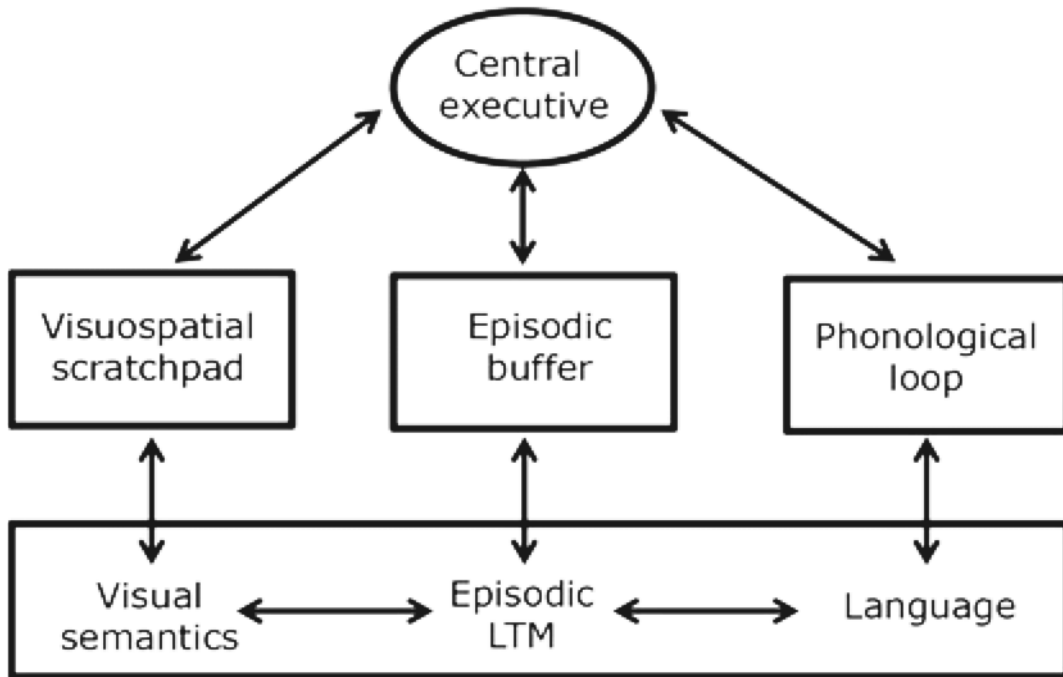 Central
executive
Visuospatial
scratchpad
Episodic
buffer
Phonological
loop
Visual
semantics
Episodic
LTM
Language